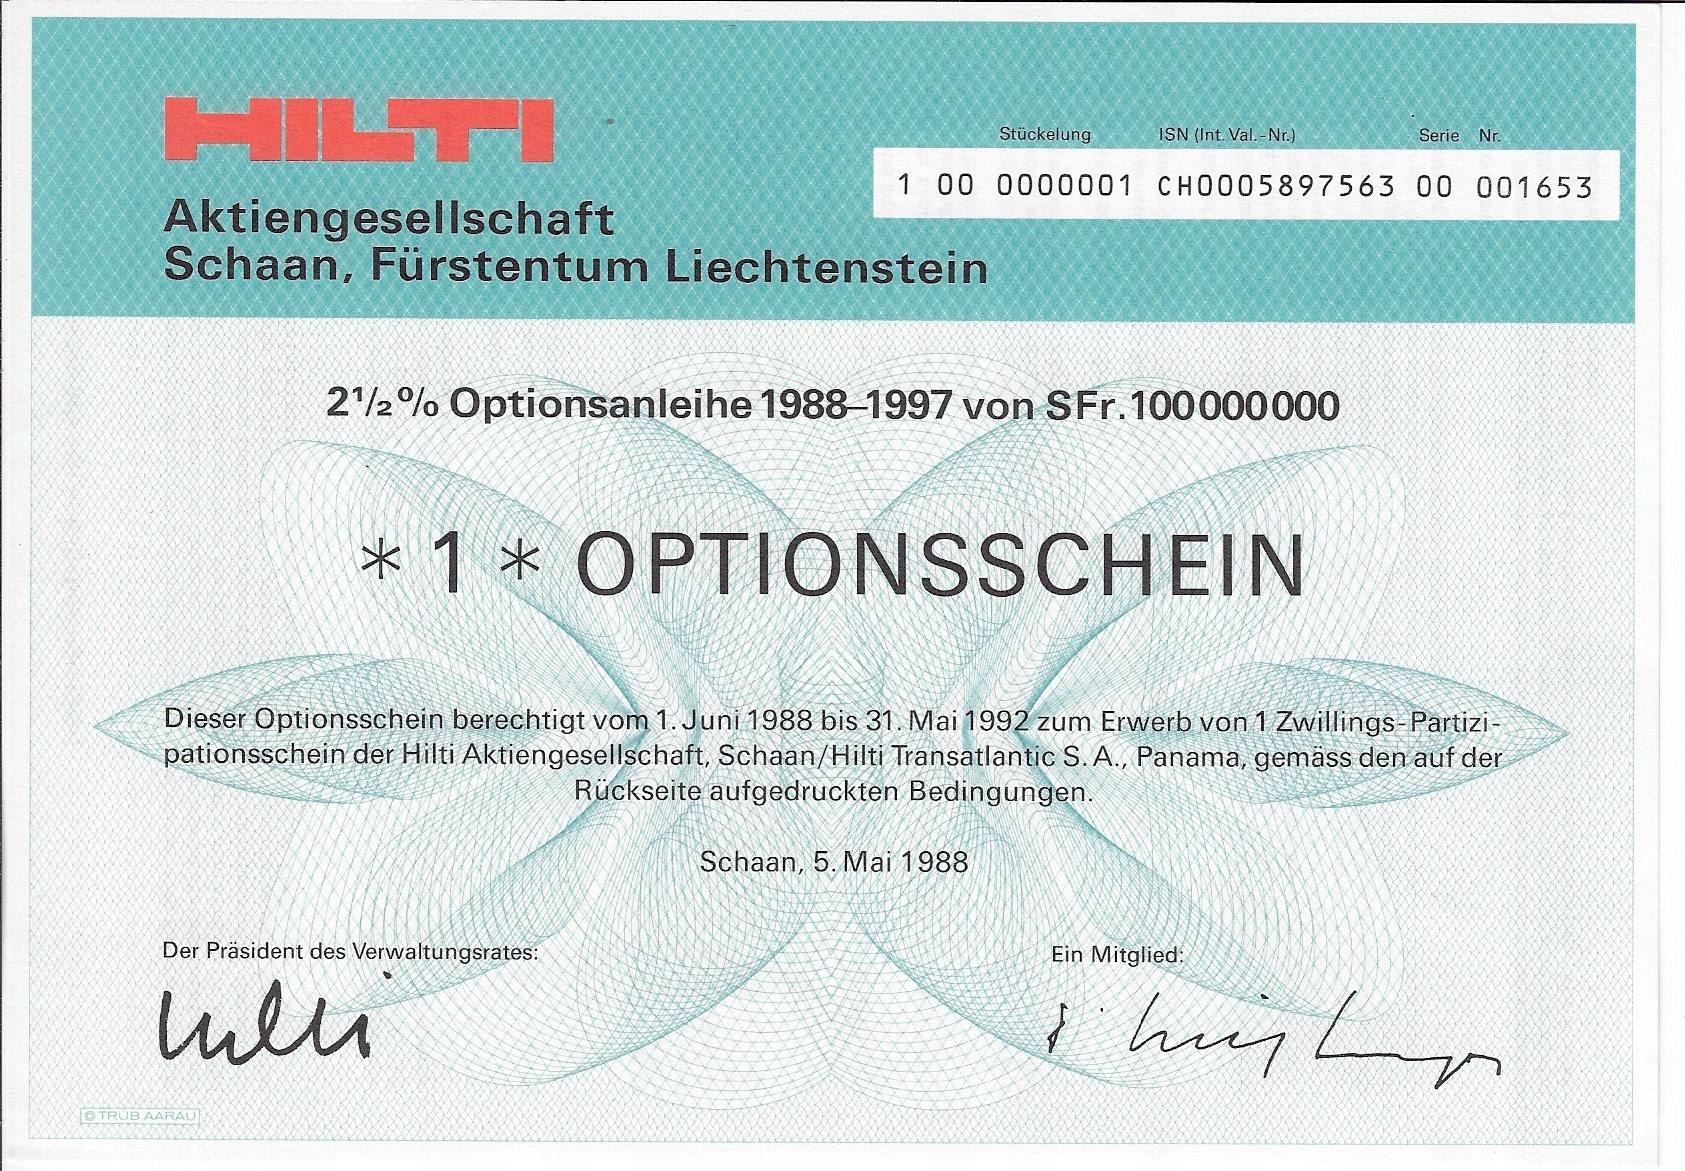 HILTI
Aktiengesellschaft
Schaan, Fürstentum Liechtenstein
Stückelung ISN (Int. Val.-Nr.) Serie Nr.
1 00 0000001 CH0005897563 00 001653
2½% Optionsanleihe 1988–1997 von SFr. 100 000 000
* 1 * OPTIONSSCHEIN
Dieser Optionsschein berechtigt vom 1. Juni 1988 bis 31. Mai 1992 zum Erwerb von 1 Zwillings-Partizi-
pationsschein der Hilti Aktiengesellschaft, Schaan/Hilti Transatlantic S. A., Panama, gemäss den auf der
Rückseite aufgedruckten Bedingungen.
Schaan, 5. Mai 1988
Der Präsident des Verwaltungsrates: Ein Mitglied:
© TRÜB AARAU